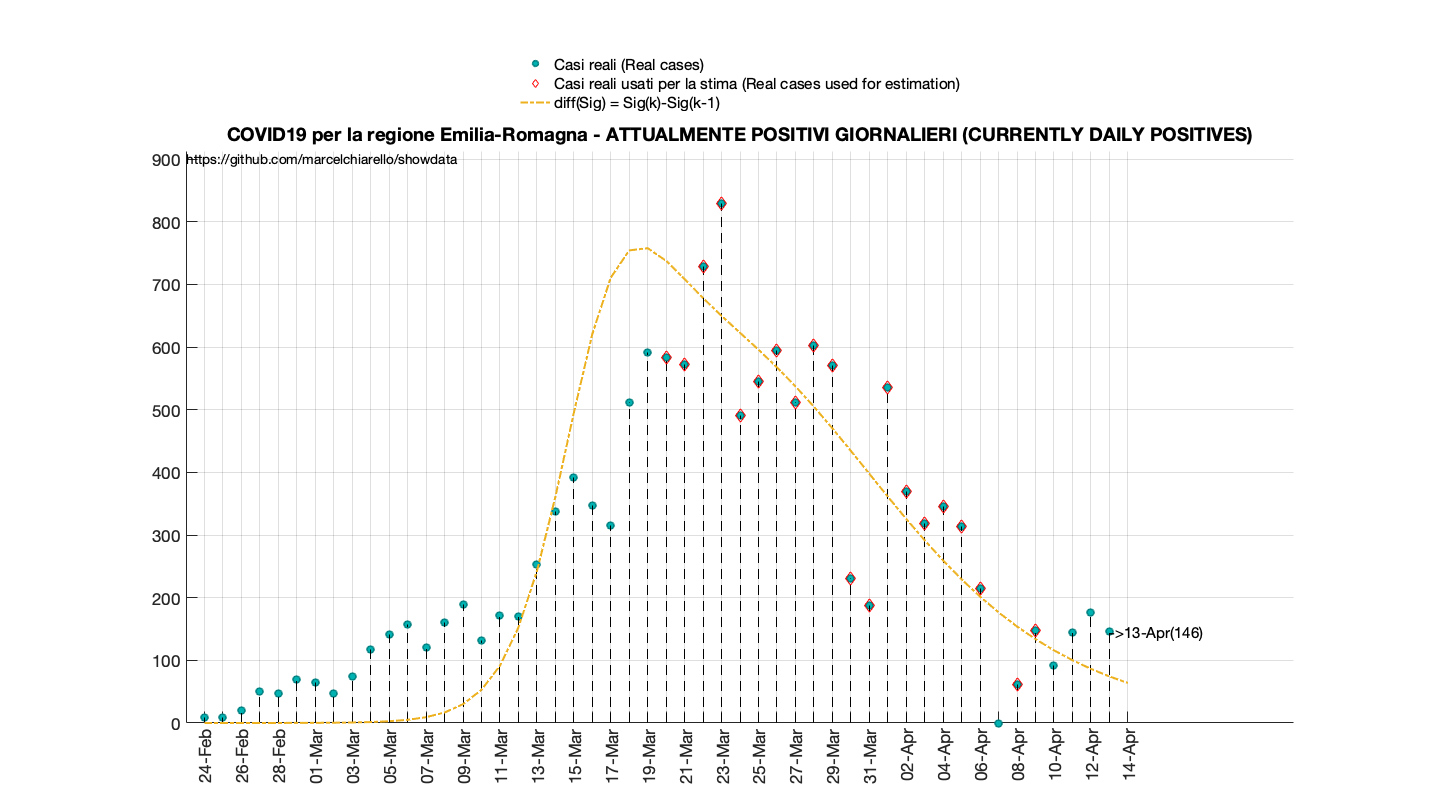 Casi reali (Real cases)
Casi reali usati per la stima (Real cases used for estimation)
diff(Sig) = Sig(k)-Sig(k-1)
COVID19 per la regione Emilia-Romagna - ATTUALMENTE POSITIVI GIORNALIERI (CURRENTLY DAILY POSITIVES)
https://github.com/marcelchiarello/showdata
900
800
700
600
500
400
300
200
100
0
->13-Apr(146)
24-Feb
26-Feb
28-Feb
01-Mar
03-Mar
05-Mar
07-Mar
09-Mar
11-Mar
13-Mar
15-Mar
17-Mar
19-Mar
21-Mar
23-Mar
25-Mar
27-Mar
29-Mar
31-Mar
02-Apr
04-Apr
06-Apr
08-Apr
10-Apr
12-Apr
14-Apr